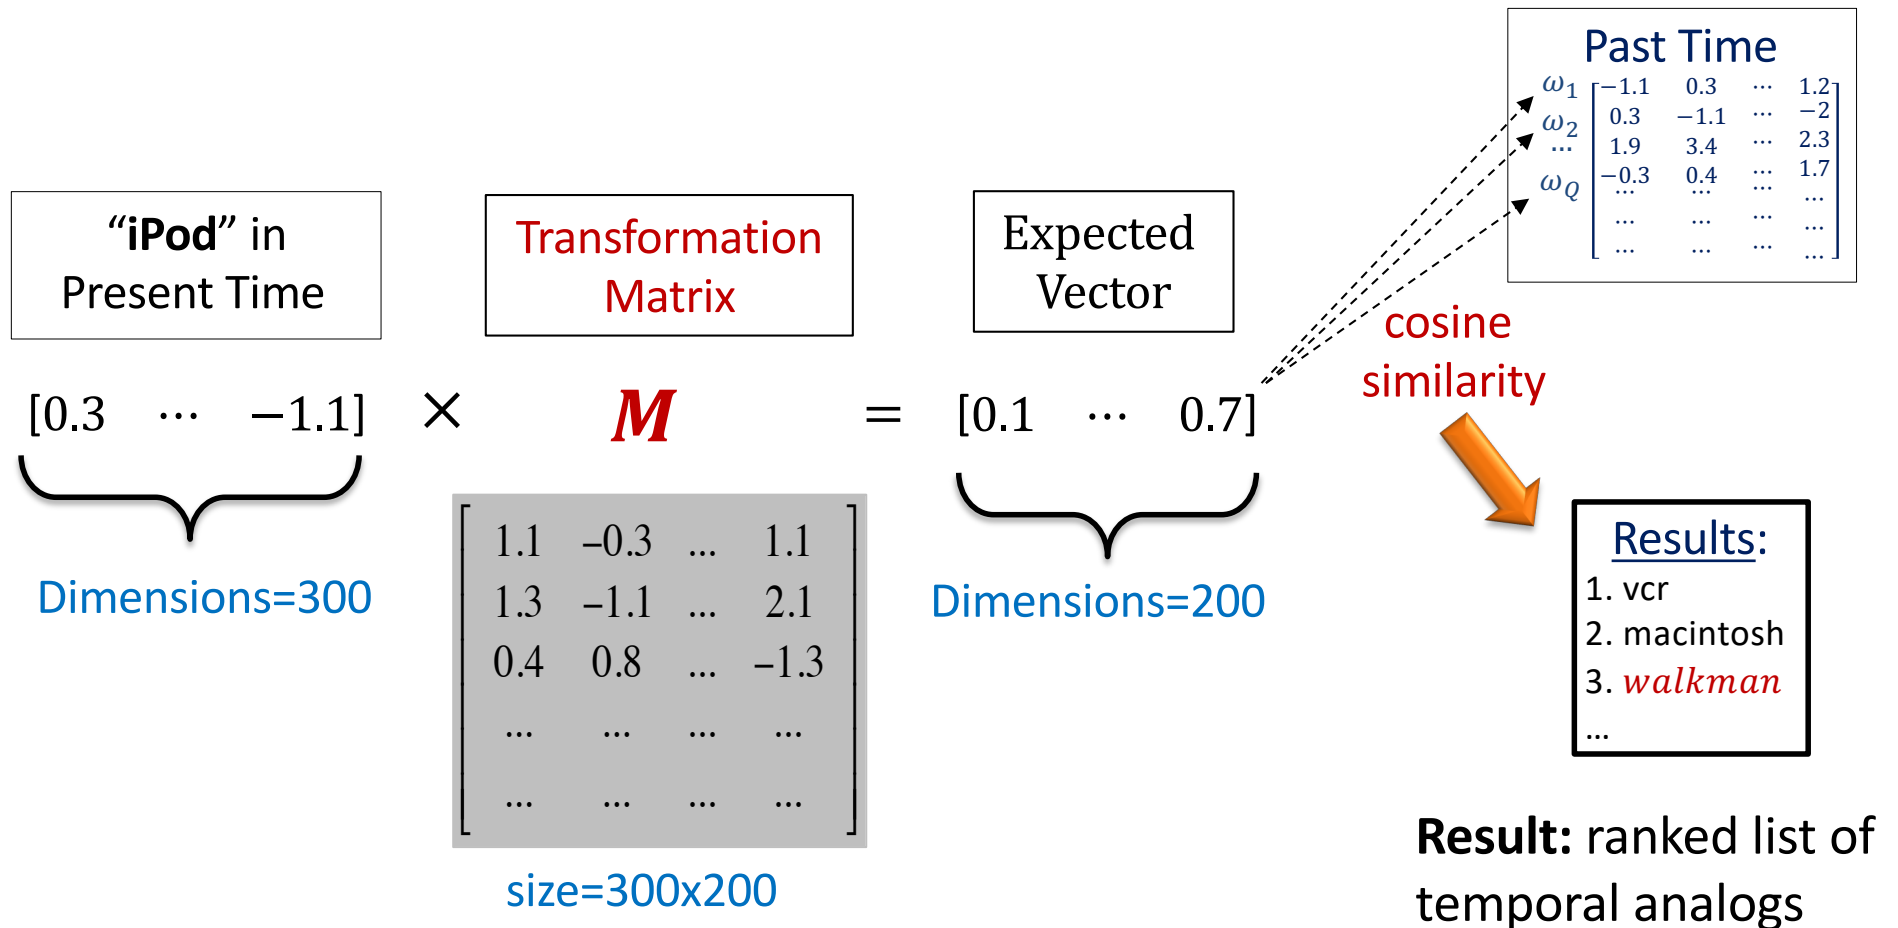 Past Time
ω₁ [−1.1 0.3 ⋯ 1.2]
ω₂ 0.3 −1.1 ⋯ −2
... 1.9 3.4 ⋯ 2.3
ω_Q −0.3 0.4 ⋯ 1.7
... ... ... ...
... ... ... ...
... ... ... ...
“iPod” in
Present Time
Transformation
Matrix
Expected
Vector
cosine
similarity
[0.3 ⋯ −1.1] × M = [0.1 ⋯ 0.7]
Dimensions=300
1.1 −0.3 ... 1.1
1.3 −1.1 ... 2.1
0.4 0.8 ... −1.3
... ... ... ...
... ... ... ...
size=300x200
Dimensions=200
Results:
1. vcr
2. macintosh
3. walkman
...
Result: ranked list of
temporal analogs